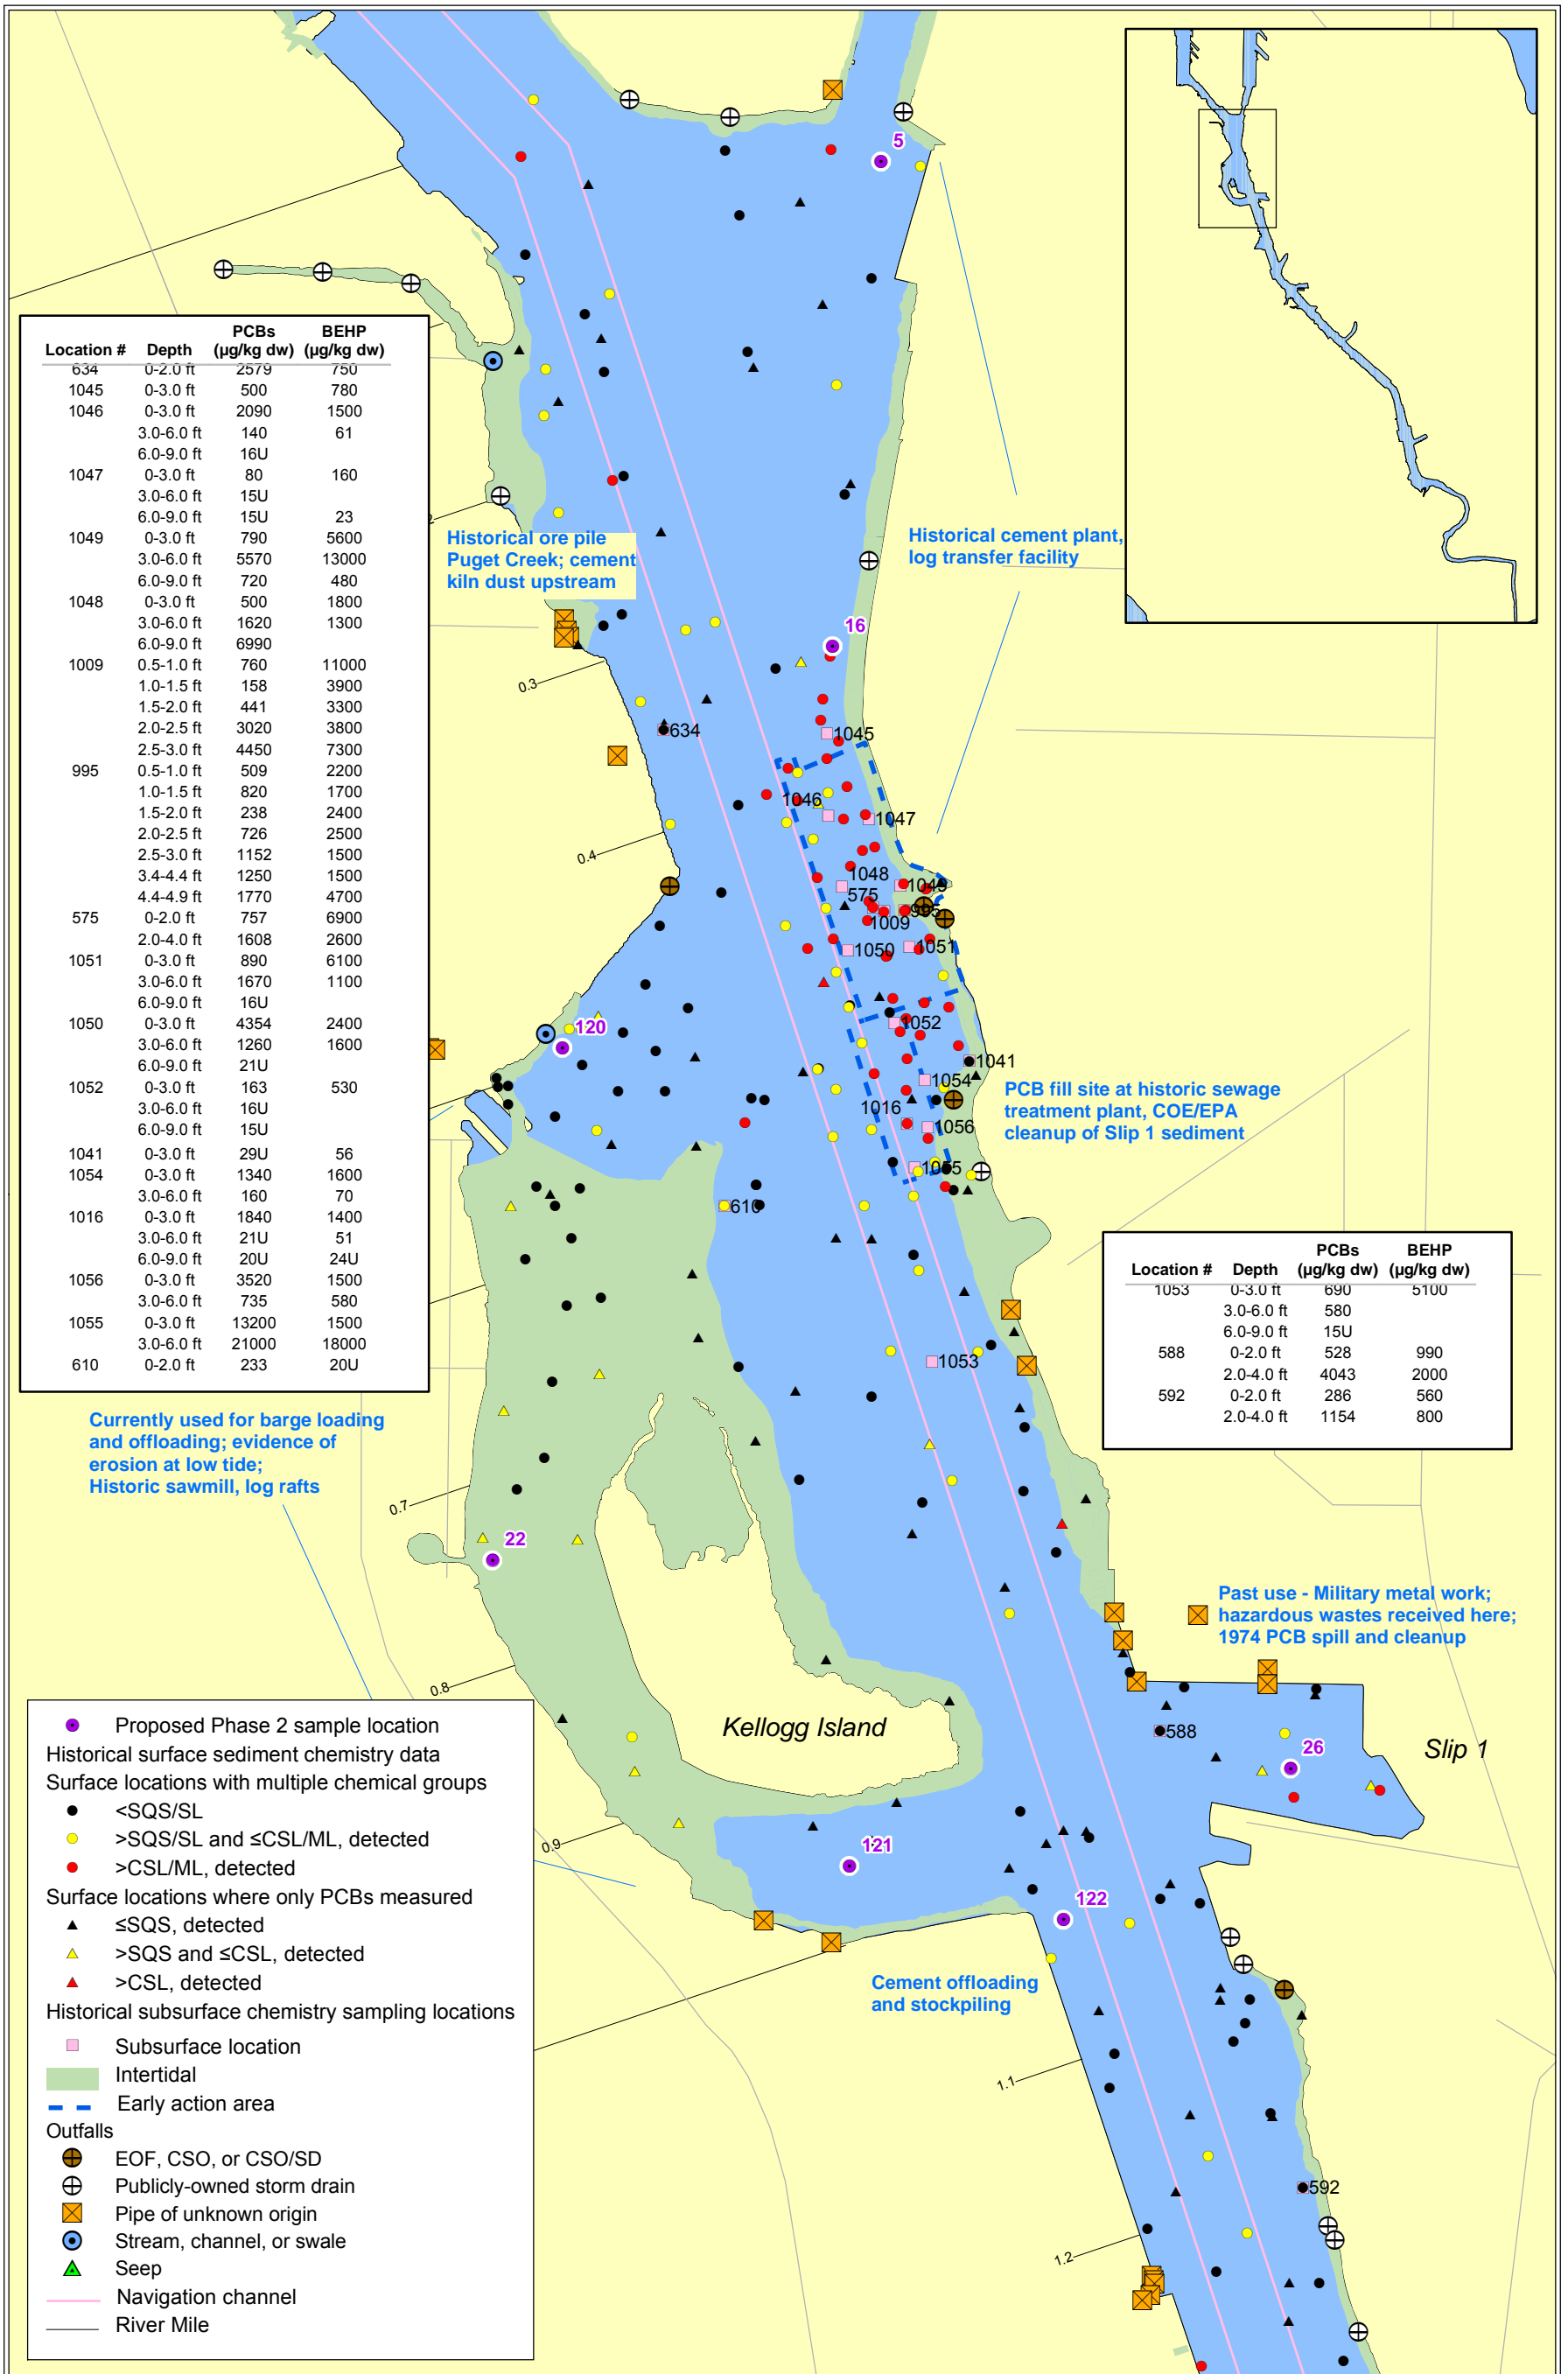 5
Location # Depth PCBs (µg/kg dw) BEHP (µg/kg dw)
634 0-2.0 ft 2579 750
1045 0-3.0 ft 500 780
1046 0-3.0 ft 2090 1500
3.0-6.0 ft 140 61
6.0-9.0 ft 16U
1047 0-3.0 ft 80 160
3.0-6.0 ft 15U
6.0-9.0 ft 15U 23
1049 0-3.0 ft 790 5600
3.0-6.0 ft 5570 13000
6.0-9.0 ft 720 480
1048 0-3.0 ft 500 1800
3.0-6.0 ft 1620 1300
6.0-9.0 ft 6990
1009 0.5-1.0 ft 760 11000
1.0-1.5 ft 158 3900
1.5-2.0 ft 441 3300
2.0-2.5 ft 3020 3800
2.5-3.0 ft 4450 7300
995 0.5-1.0 ft 509 2200
1.0-1.5 ft 820 1700
1.5-2.0 ft 238 2400
2.0-2.5 ft 726 2500
2.5-3.0 ft 1152 1500
3.4-4.4 ft 1250 1500
4.4-4.9 ft 1770 4700
575 0-2.0 ft 757 6900
2.0-4.0 ft 1608 2600
1051 0-3.0 ft 890 6100
3.0-6.0 ft 1670 1100
6.0-9.0 ft 16U
1050 0-3.0 ft 4354 2400
3.0-6.0 ft 1260 1600
6.0-9.0 ft 21U
1052 0-3.0 ft 163 530
3.0-6.0 ft 16U
6.0-9.0 ft 15U
1041 0-3.0 ft 29U 56
1054 0-3.0 ft 1340 1600
3.0-6.0 ft 160 70
1016 0-3.0 ft 1840 1400
3.0-6.0 ft 21U 51
6.0-9.0 ft 20U 24U
1056 0-3.0 ft 3520 1500
3.0-6.0 ft 735 580
1055 0-3.0 ft 13200 1500
3.0-6.0 ft 21000 18000
610 0-2.0 ft 233 20U
Historical ore pile
Puget Creek; cement
kiln dust upstream
Historical cement plant,
log transfer facility
16
0.3
634
1045
1046
1047
0.4
1048
1049
575
995
1009
1050
1051
120
1052
1041
1054
1016
1056
PCB fill site at historic sewage
treatment plant, COE/EPA
cleanup of Slip 1 sediment
1055
610
1053
Location # Depth PCBs (µg/kg dw) BEHP (µg/kg dw)
1053 0-3.0 ft 690 5100
3.0-6.0 ft 580
6.0-9.0 ft 15U
588 0-2.0 ft 528 990
2.0-4.0 ft 4043 2000
592 0-2.0 ft 286 560
2.0-4.0 ft 1154 800
Currently used for barge loading
and offloading; evidence of
erosion at low tide;
Historic sawmill, log rafts
0.7
22
Past use - Military metal work;
hazardous wastes received here;
1974 PCB spill and cleanup
0.8
Kellogg Island
588
26
Slip 1
0.9
121
122
Cement offloading
and stockpiling
1.1
592
1.2
Proposed Phase 2 sample location
Historical surface sediment chemistry data
Surface locations with multiple chemical groups
<SQS/SL
>SQS/SL and ≤CSL/ML, detected
>CSL/ML, detected
Surface locations where only PCBs measured
≤SQS, detected
>SQS and ≤CSL, detected
>CSL, detected
Historical subsurface chemistry sampling locations
Subsurface location
Intertidal
Early action area
Outfalls
EOF, CSO, or CSO/SD
Publicly-owned storm drain
Pipe of unknown origin
Stream, channel, or swale
Seep
Navigation channel
River Mile